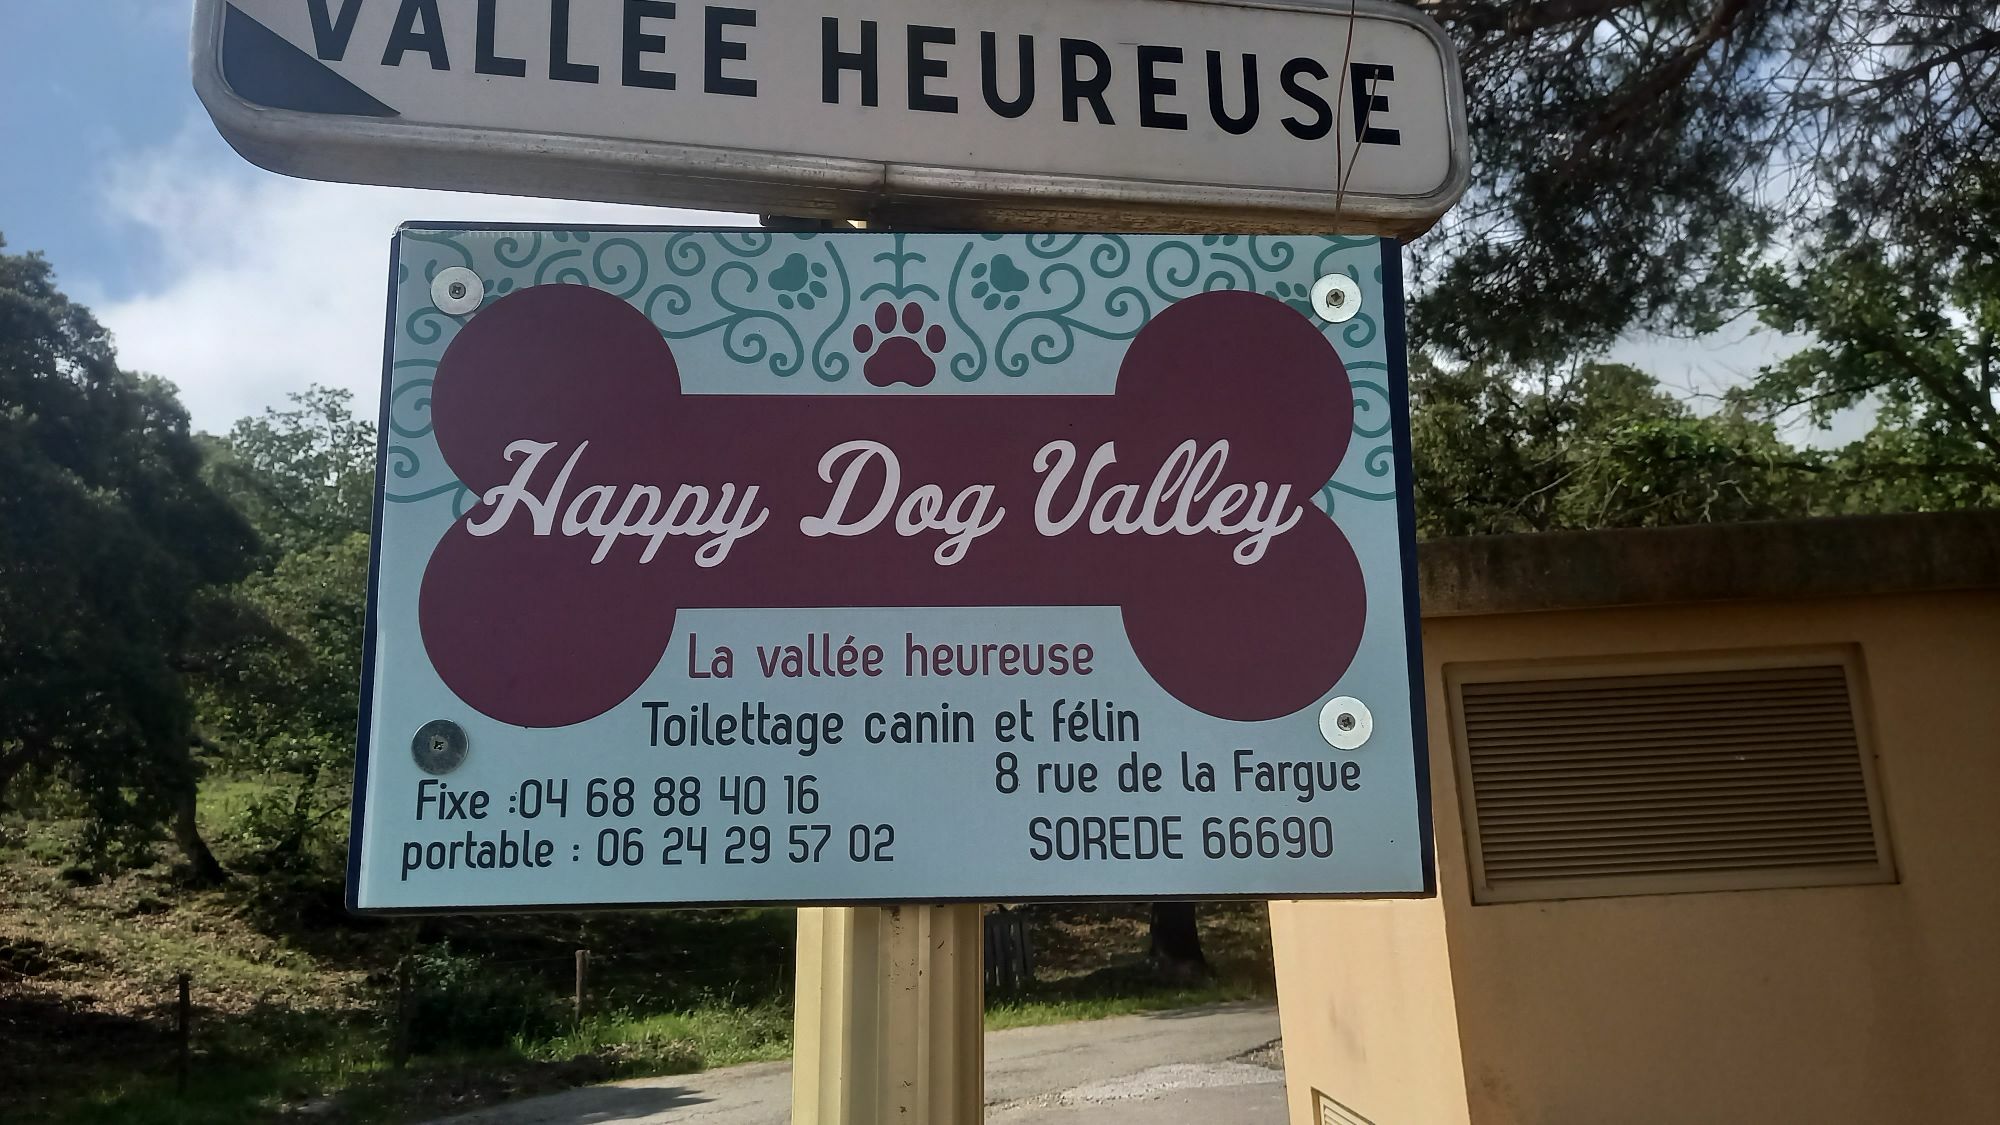 VALLÉE HEUREUSE
Happy Dog Valley
La vallée heureuse
Toilettage canin et félin
Fixe :04 68 88 40 16
portable : 06 24 29 57 02
8 rue de la Fargue
SOREDE 66690